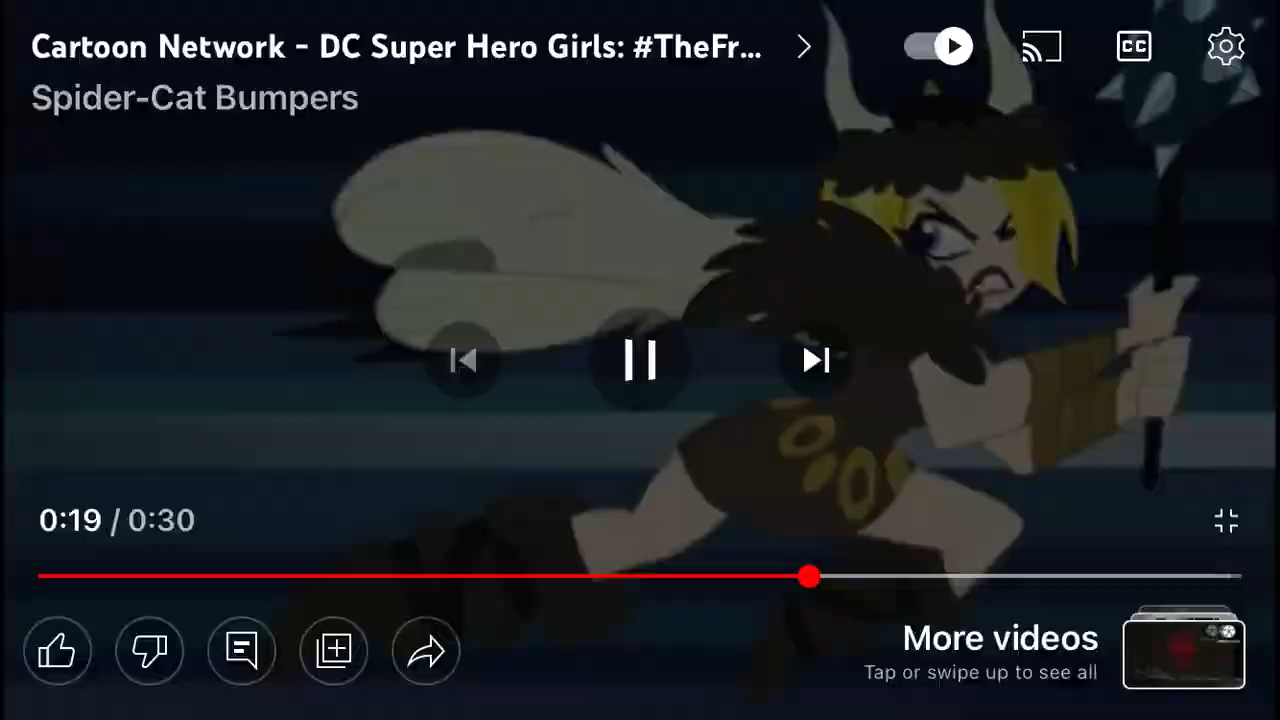 Cartoon Network - DC Super Hero Girls: #TheFr...
Spider-Cat Bumpers
CC
0:19 / 0:30
More videos
Tap or swipe up to see all